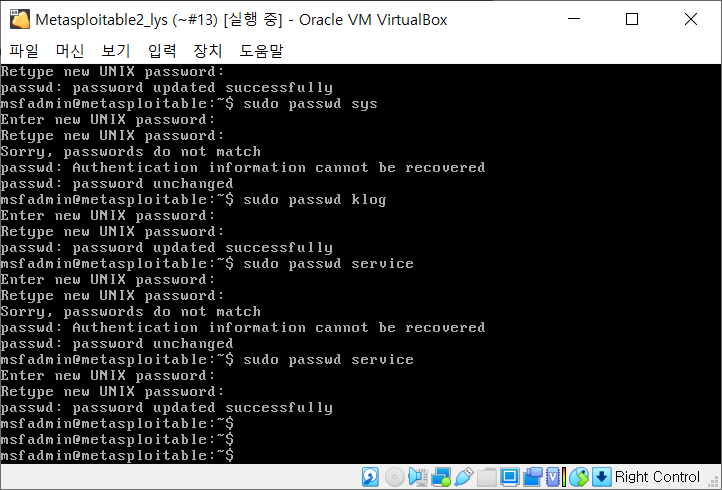 Metasploitable2_lys (~#13) [실행 중] - Oracle VM VirtualBox
파일 머신 보기 입력 장치 도움말
Retype new UNIX password:
passwd: password updated successfully
msfadmin@metasploitable:~$ sudo passwd sys
Enter new UNIX password:
Retype new UNIX password:
Sorry, passwords do not match
passwd: Authentication information cannot be recovered
passwd: password unchanged
msfadmin@metasploitable:~$ sudo passwd klog
Enter new UNIX password:
Retype new UNIX password:
passwd: password updated successfully
msfadmin@metasploitable:~$ sudo passwd service
Enter new UNIX password:
Retype new UNIX password:
Sorry, passwords do not match
passwd: Authentication information cannot be recovered
passwd: password unchanged
msfadmin@metasploitable:~$ sudo passwd service
Enter new UNIX password:
Retype new UNIX password:
passwd: password updated successfully
msfadmin@metasploitable:~$
msfadmin@metasploitable:~$
msfadmin@metasploitable:~$
Right Control